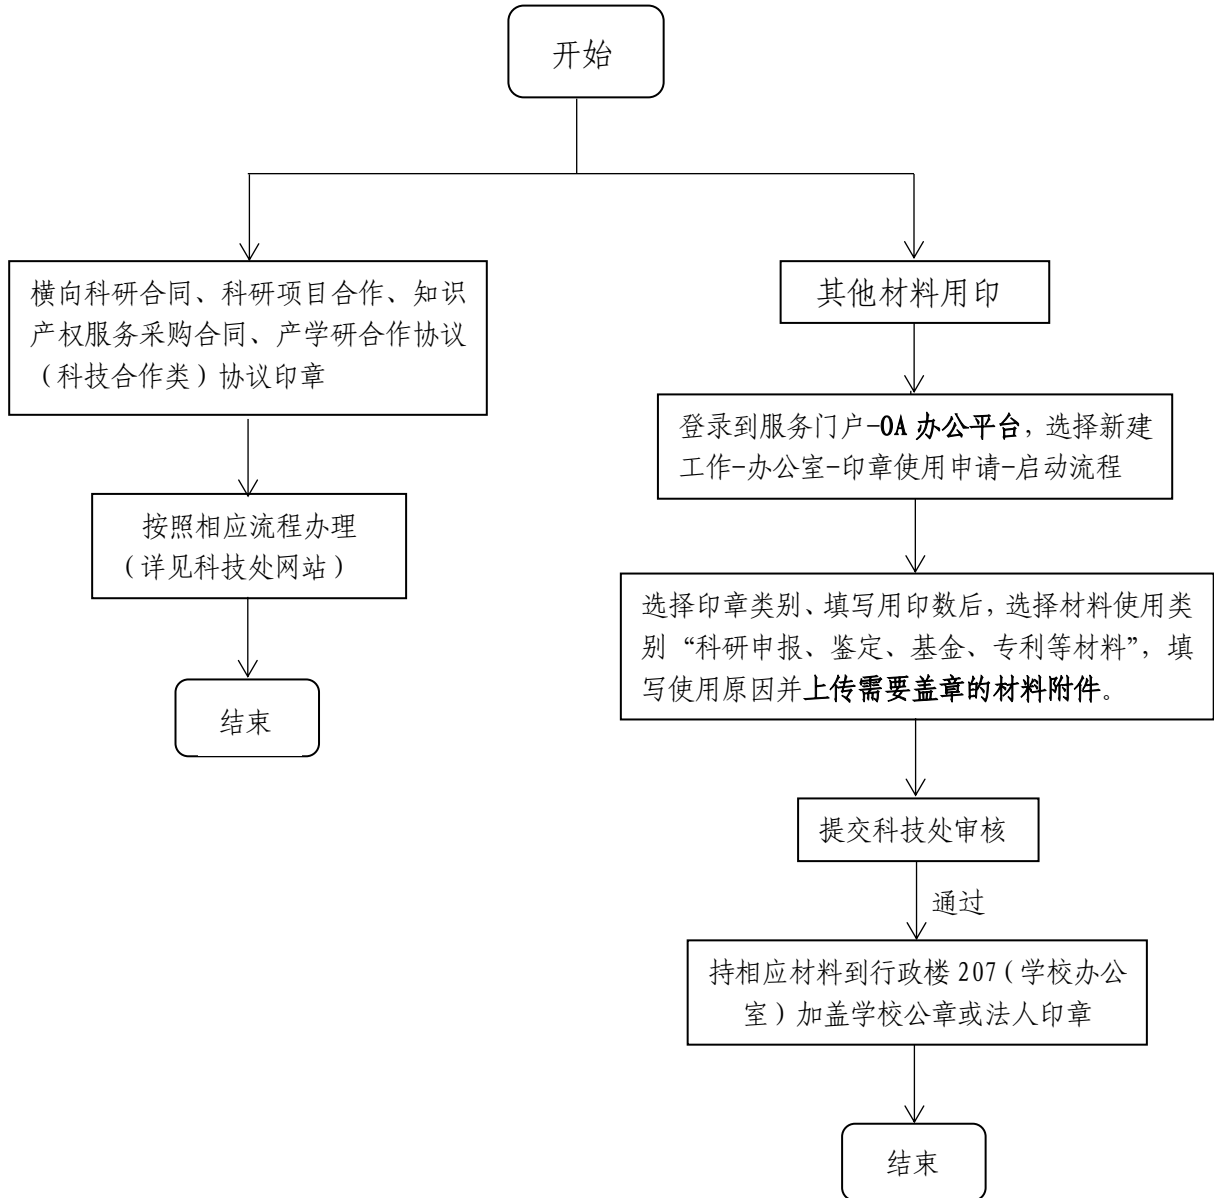 开始
横向科研合同、科研项目合作、知识
产权服务采购合同、产学研合作协议
（科技合作类）协议印章
按照相应流程办理
（详见科技处网站）
结束
其他材料用印
登录到服务门户-OA 办公平台，选择新建
工作-办公室-印章使用申请-启动流程
选择印章类别、填写用印数后，选择材料使用类
别“科研申报、鉴定、基金、专利等材料”，填
写使用原因并上传需要盖章的材料附件。
提交科技处审核
通过
持相应材料到行政楼 207（学校办公
室）加盖学校公章或法人印章
结束